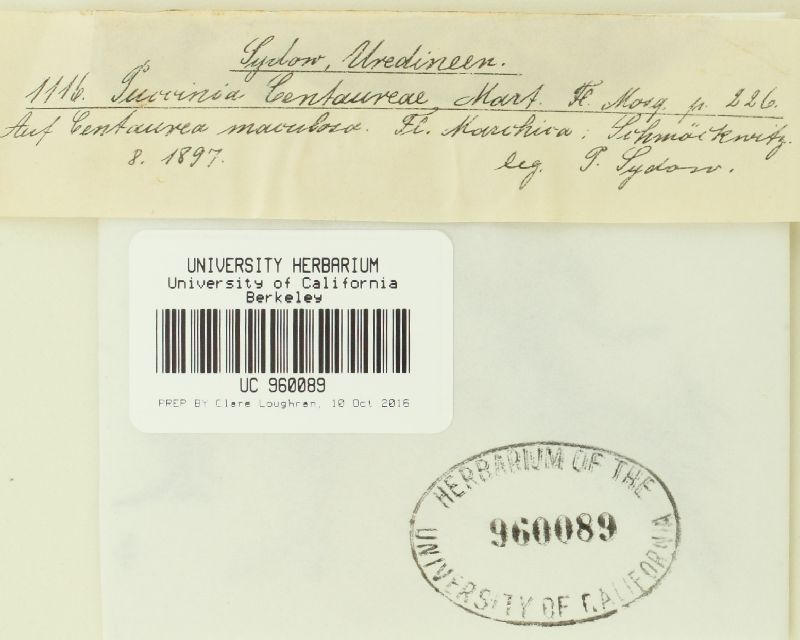 Sydow, Uredineen.
1116. Puccinia Centaureae Mart. Fl. Mosq. p. 226.
Auf Centaurea maculosa. Fl. Marchica: Schmöckwitz.
8. 1897. leg. P. Sydow.
UNIVERSITY HERBARIUM
University of California
Berkeley
UC 960089
PREP BY Clare Loughran, 10 Oct 2016
HERBARIUM OF THE
960089
UNIVERSITY OF CALIFORNIA